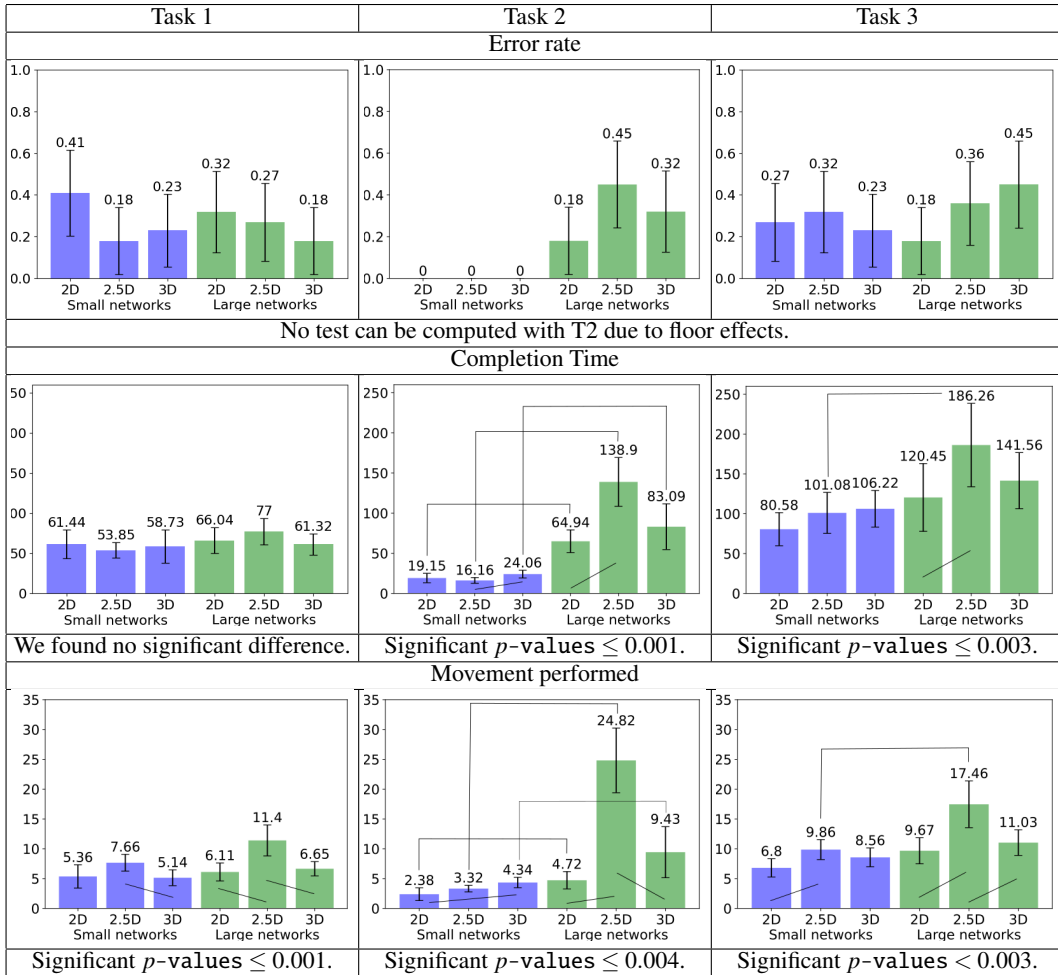 Task 1 Task 2 Task 3
Error rate
1.0 0.8 0.6 0.4 0.2 0.0 0.41 0.18 0.23 0.32 0.27 0.18
2D 2.5D 3D 2D 2.5D 3D
Small networks Large networks
1.0 0.8 0.6 0.4 0.2 0.0 0 0 0 0.18 0.45 0.32
2D 2.5D 3D 2D 2.5D 3D
Small networks Large networks
1.0 0.8 0.6 0.4 0.2 0.0 0.27 0.32 0.23 0.18 0.36 0.45
2D 2.5D 3D 2D 2.5D 3D
Small networks Large networks
No test can be computed with T2 due to floor effects.
Completion Time
50 00 50 00 50 0 61.44 53.85 58.73 66.04 77 61.32
2D 2.5D 3D 2D 2.5D 3D
Small networks Large networks
250 200 150 100 50 0 19.15 16.16 24.06 64.94 138.9 83.09
2D 2.5D 3D 2D 2.5D 3D
Small networks Large networks
250 200 150 100 50 0 80.58 101.08 106.22 120.45 186.26 141.56
2D 2.5D 3D 2D 2.5D 3D
Small networks Large networks
We found no significant difference. Significant p-values ≤ 0.001. Significant p-values ≤ 0.003.
Movement performed
35 30 25 20 15 10 5 0 5.36 7.66 5.14 6.11 11.4 6.65
2D 2.5D 3D 2D 2.5D 3D
Small networks Large networks
35 30 25 20 15 10 5 0 2.38 3.32 4.34 4.72 24.82 9.43
2D 2.5D 3D 2D 2.5D 3D
Small networks Large networks
35 30 25 20 15 10 5 0 6.8 9.86 8.56 9.67 17.46 11.03
2D 2.5D 3D 2D 2.5D 3D
Small networks Large networks
Significant p-values ≤ 0.001. Significant p-values ≤ 0.004. Significant p-values < 0.003.